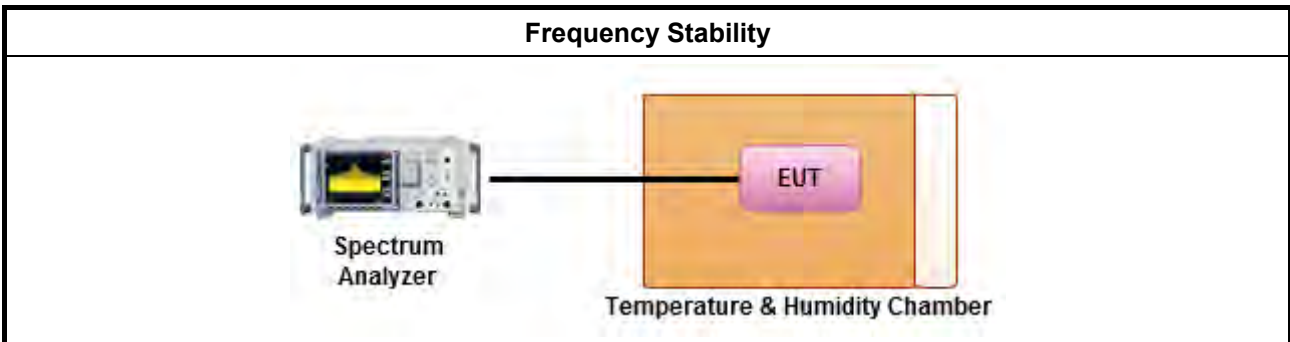 Frequency Stability
EUT
Spectrum
Analyzer
Temperature & Humidity Chamber